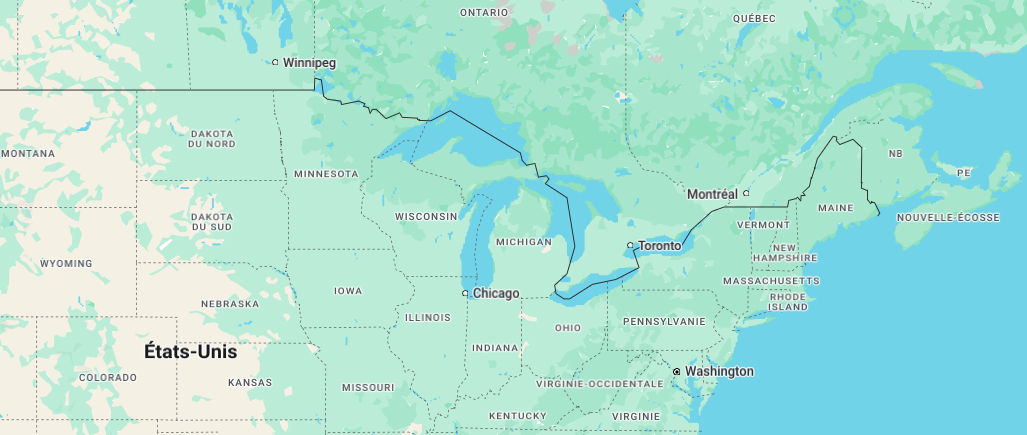 ONTARIO
QUÉBEC
Winnipeg
DAKOTA
DU NORD
MONTANA
MINNESOTA
NB
PE
Montréal
MAINE
NOUVELLE-ÉCOSSE
WISCONSIN
DAKOTA
DU SUD
VERMONT
MICHIGAN
Toronto
NEW
HAMPSHIRE
WYOMING
MASSACHUSETTS
IOWA
Chicago
RHODE
ISLAND
NEBRASKA
ILLINOIS
OHIO
PENNSYLVANIE
États-Unis
INDIANA
Washington
COLORADO
KANSAS
MISSOURI
VIRGINIE-OCCIDENTALE
KENTUCKY
VIRGINIE